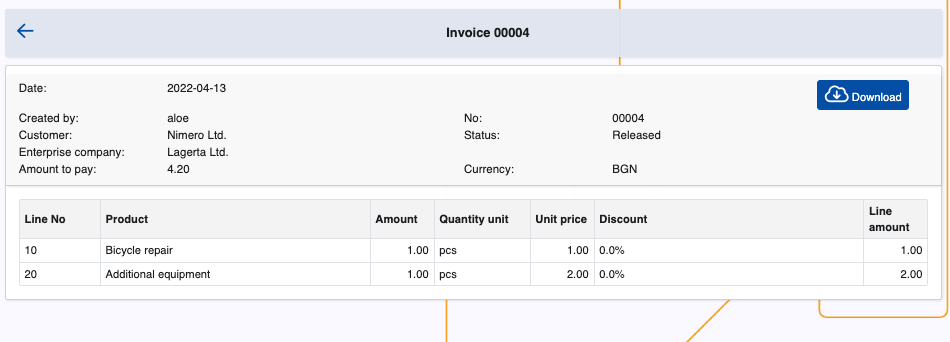 Invoice 00004
Date: 2022-04-13
Download
Created by: aloe No: 00004
Customer: Nimero Ltd. Status: Released
Enterprise company: Lagerta Ltd.
Amount to pay: 4.20 Currency: BGN
Line No Product Amount Quantity unit Unit price Discount Line amount
10 Bicycle repair 1.00 pcs 1.00 0.0% 1.00
20 Additional equipment 1.00 pcs 2.00 0.0% 2.00